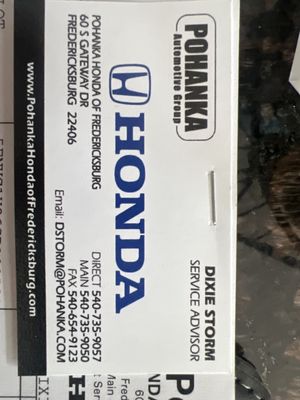 POHANKA
Automotive Group
DIXIE STORM
SERVICE ADVISOR
HONDA
POHANKA HONDA OF FREDERICKSBURG
60 S GATEWAY DR
FREDERICKSBURG 22406
DIRECT 540-735-9057
MAIN 540-735-9050
FAX 540-654-9123
Email: DSTORM@POHANKA.COM
www.PohankaHondaofFredericksburg.com